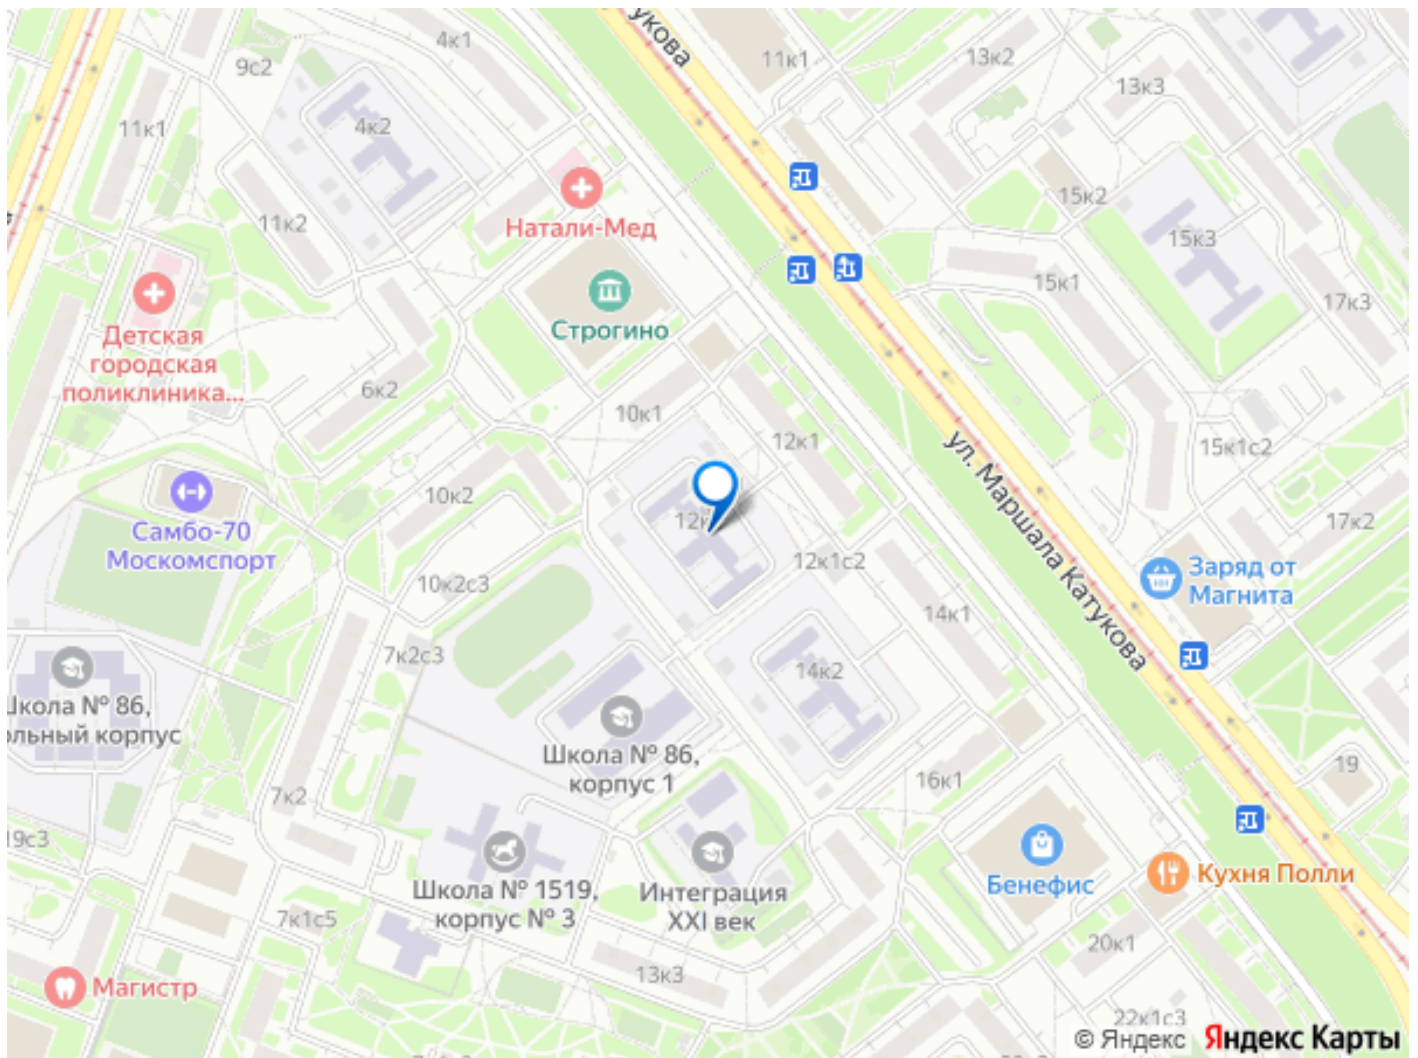 укова
4к1
9с2
11к1
13к2
13к3
11к1
4к2
15к2
11к2
Натали-Мед
15к3
15к1
17к3
Строгино
Детская
городская
поликлиника...
6к2
10к1
12к1
15к1с2
ул. Маршала Катукова
10к2
12к
17к2
Самбо-70
Москомспорт
12к1с2
Заряд от
Магнита
10к2с3
14к1
7к2с3
14к2
Школа № 86,
ольный корпус
Школа № 86,
корпус 1
16к1
19
7к2
19с3
Школа № 1519,
корпус № 3
Интеграция
XXI век
Бенефис
Кухня Полли
7к1с5
20к1
13к3
Магистр
22к1с3
© Яндекс Яндекс Карты